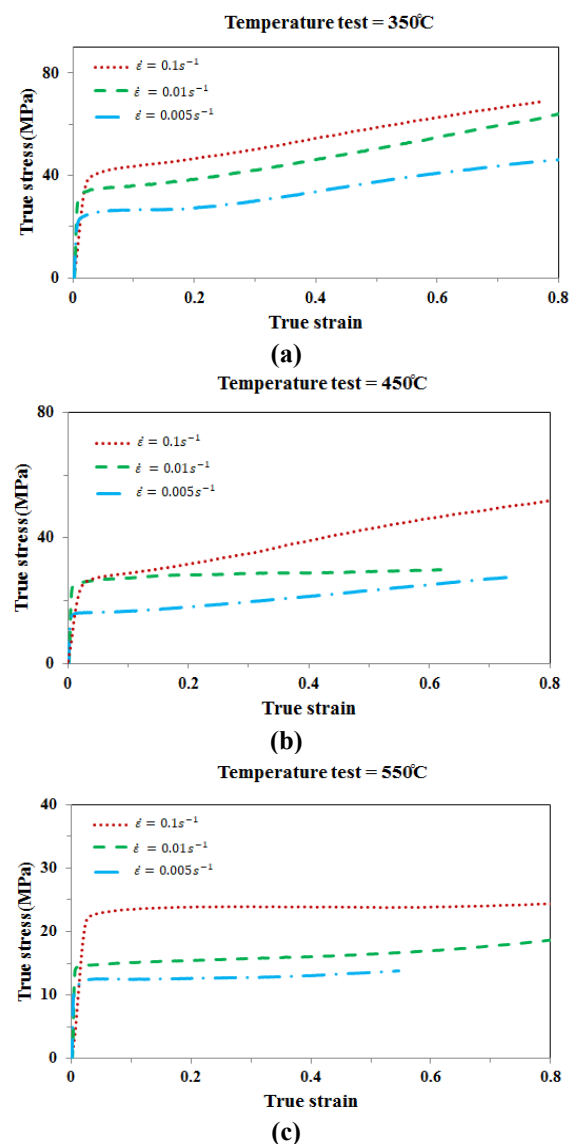 Temperature test = 350℃
ε̇ = 0.1s⁻¹
ε̇ = 0.01s⁻¹
ε̇ = 0.005s⁻¹
True stress(MPa)
80
40
0
0 0.2 0.4 0.6 0.8
True strain
(a)
Temperature test = 450℃
ε̇ = 0.1s⁻¹
ε̇ = 0.01s⁻¹
ε̇ = 0.005s⁻¹
True stress(MPa)
80
40
0
0 0.2 0.4 0.6 0.8
True strain
(b)
Temperature test = 550℃
ε̇ = 0.1s⁻¹
ε̇ = 0.01s⁻¹
ε̇ = 0.005s⁻¹
True stress(MPa)
40
30
20
10
0
0 0.2 0.4 0.6 0.8
True strain
(c)